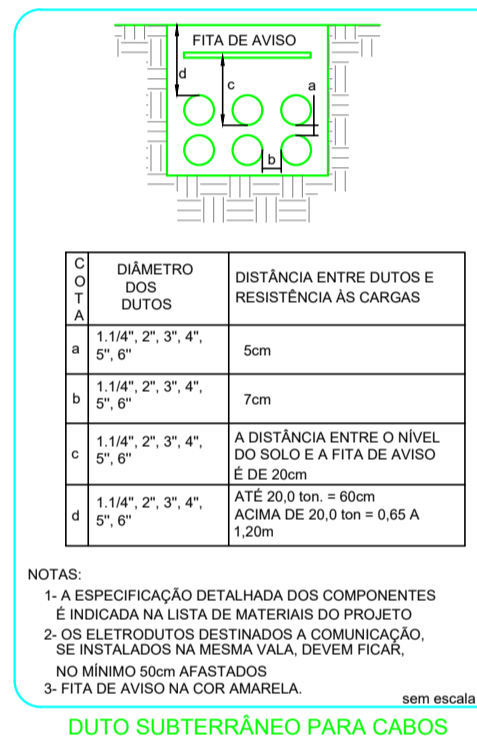 FITA DE AVISO
d
c
a
b
COTA
DIÂMETRO
DOS
DUTOS
DISTÂNCIA ENTRE DUTOS E
RESISTÊNCIA ÀS CARGAS
a
1.1/4", 2", 3", 4",
5", 6"
5cm
b
1.1/4", 2", 3", 4",
5", 6"
7cm
c
1.1/4", 2", 3", 4",
5", 6"
A DISTÂNCIA ENTRE O NÍVEL
DO SOLO E A FITA DE AVISO
É DE 20cm
d
1.1/4", 2", 3", 4",
5", 6"
ATÉ 20,0 ton. = 60cm
ACIMA DE 20,0 ton = 0,65 A
1,20m
NOTAS:
1- A ESPECIFICAÇÃO DETALHADA DOS COMPONENTES
É INDICADA NA LISTA DE MATERIAIS DO PROJETO
2- OS ELETRODUTOS DESTINADOS A COMUNICAÇÃO,
SE INSTALADOS NA MESMA VALA, DEVEM FICAR,
NO MÍNIMO 50cm AFASTADOS
3- FITA DE AVISO NA COR AMARELA.
sem escala
DUTO SUBTERRÂNEO PARA CABOS